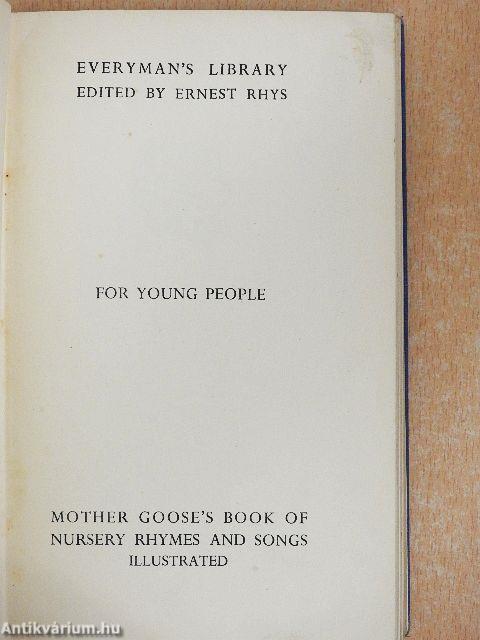 EVERYMAN'S LIBRARY
EDITED BY ERNEST RHYS
FOR YOUNG PEOPLE
MOTHER GOOSE'S BOOK OF
NURSERY RHYMES AND SONGS
ILLUSTRATED
Antikvárium.hu